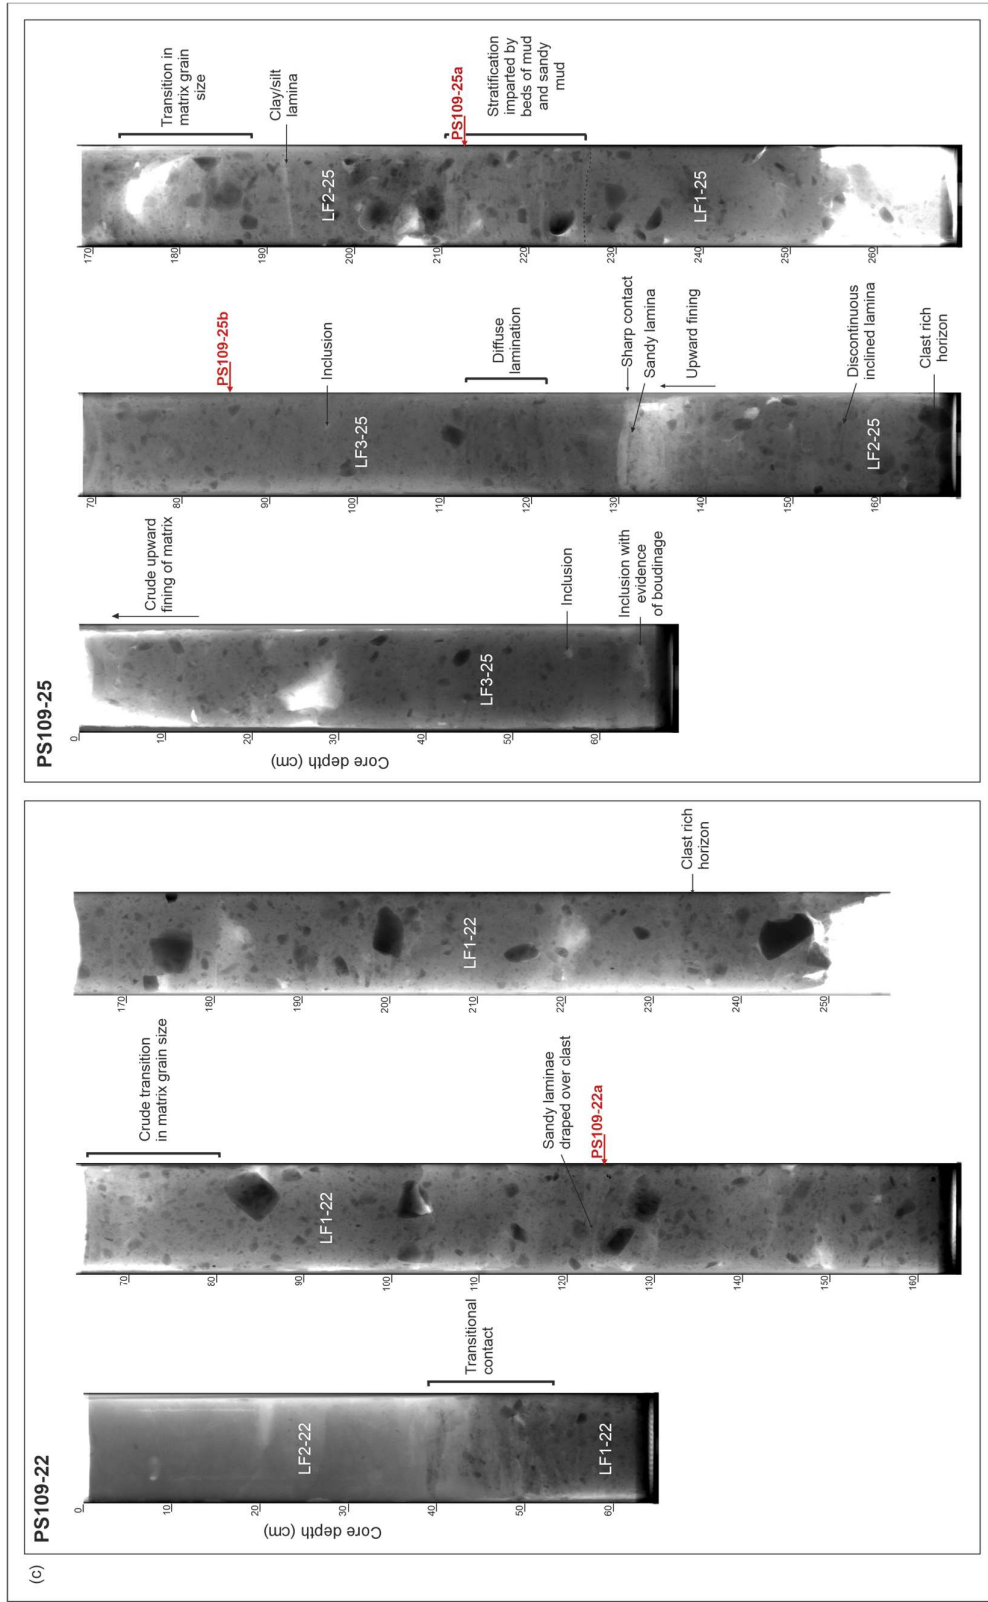 (c)
PS109-22
Core depth (cm)
0
10
20
30
40
50
60
LF2-22
LF1-22
Transitional
contact
70
80
90
100
110
120
130
140
150
160
LF1-22
Crude transition
in matrix grain size
Sandy laminae
draped over clast
PS109-22a
170
180
190
200
210
220
230
240
250
LF1-22
Clast rich
horizon
PS109-25
Core depth (cm)
0
10
20
30
40
50
60
LF3-25
Crude upward
fining of matrix
Inclusion
Inclusion with
evidence
of boudinage
70
80
90
100
110
120
130
140
150
160
LF3-25
LF2-25
PS109-25b
Inclusion
Diffuse
lamination
Sharp contact
Sandy lamina
Upward fining
Discontinuous
inclined lamina
Clast rich
horizon
170
180
190
200
210
220
230
240
250
260
LF2-25
LF1-25
Transition in
matrix grain
size
Clay/silt
lamina
PS109-25a
Stratification
imparted by
beds of mud
and sandy
mud